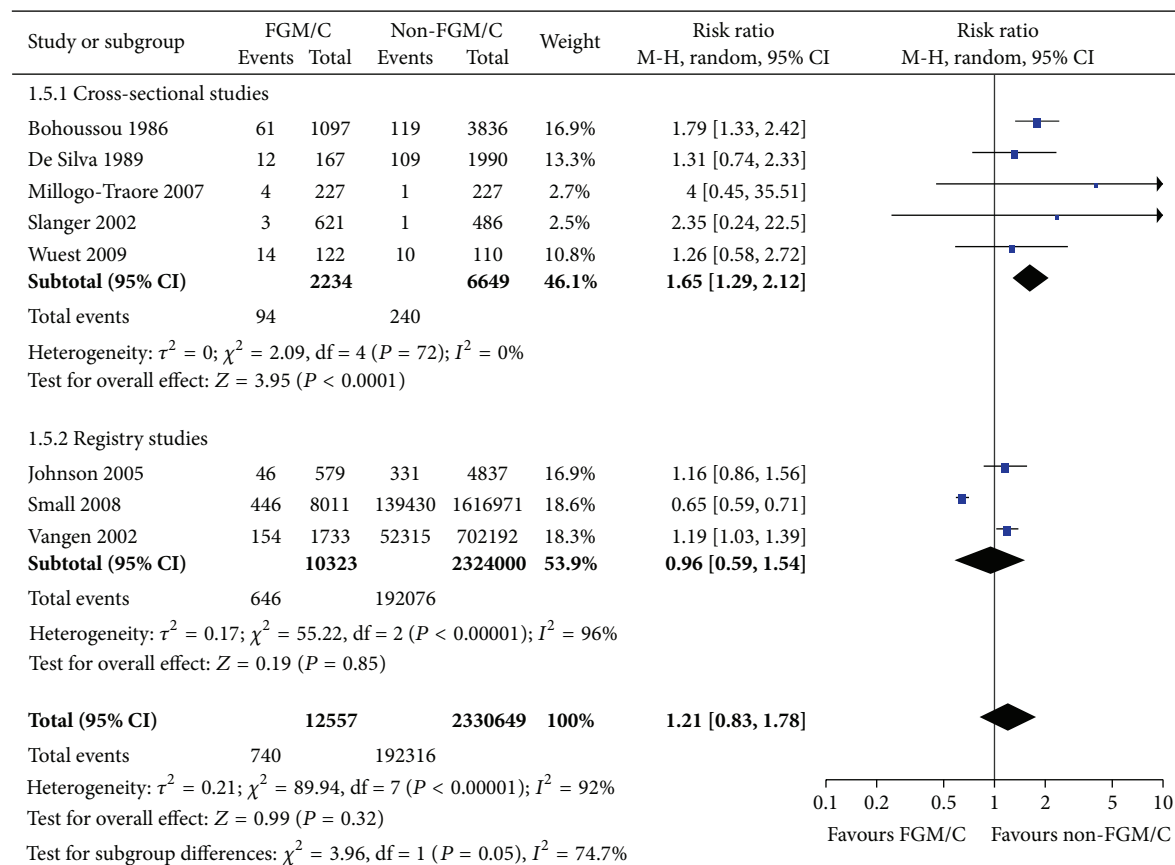 Study or subgroup FGM/C Non-FGM/C Weight Risk ratio Risk ratio
Events Total Events Total M-H, random, 95% CI M-H, random, 95% CI
1.5.1 Cross-sectional studies
Bohoussou 1986 61 1097 119 3836 16.9% 1.79 [1.33, 2.42]
De Silva 1989 12 167 109 1990 13.3% 1.31 [0.74, 2.33]
Millogo-Traore 2007 4 227 1 227 2.7% 4 [0.45, 35.51]
Slanger 2002 3 621 1 486 2.5% 2.35 [0.24, 22.5]
Wuest 2009 14 122 10 110 10.8% 1.26 [0.58, 2.72]
Subtotal (95% CI) 2234 6649 46.1% 1.65 [1.29, 2.12]
Total events 94 240
Heterogeneity: τ² = 0; χ² = 2.09, df = 4 (P = 72); I² = 0%
Test for overall effect: Z = 3.95 (P < 0.0001)
1.5.2 Registry studies
Johnson 2005 46 579 331 4837 16.9% 1.16 [0.86, 1.56]
Small 2008 446 8011 139430 1616971 18.6% 0.65 [0.59, 0.71]
Vangen 2002 154 1733 52315 702192 18.3% 1.19 [1.03, 1.39]
Subtotal (95% CI) 10323 2324000 53.9% 0.96 [0.59, 1.54]
Total events 646 192076
Heterogeneity: τ² = 0.17; χ² = 55.22, df = 2 (P < 0.00001); I² = 96%
Test for overall effect: Z = 0.19 (P = 0.85)
Total (95% CI) 12557 2330649 100% 1.21 [0.83, 1.78]
Total events 740 192316
Heterogeneity: τ² = 0.21; χ² = 89.94, df = 7 (P < 0.00001); I² = 92%
Test for overall effect: Z = 0.99 (P = 0.32)
Test for subgroup differences: χ² = 3.96, df = 1 (P = 0.05), I² = 74.7%
0.1 0.2 0.5 1 2 5 10
Favours FGM/C Favours non-FGM/C